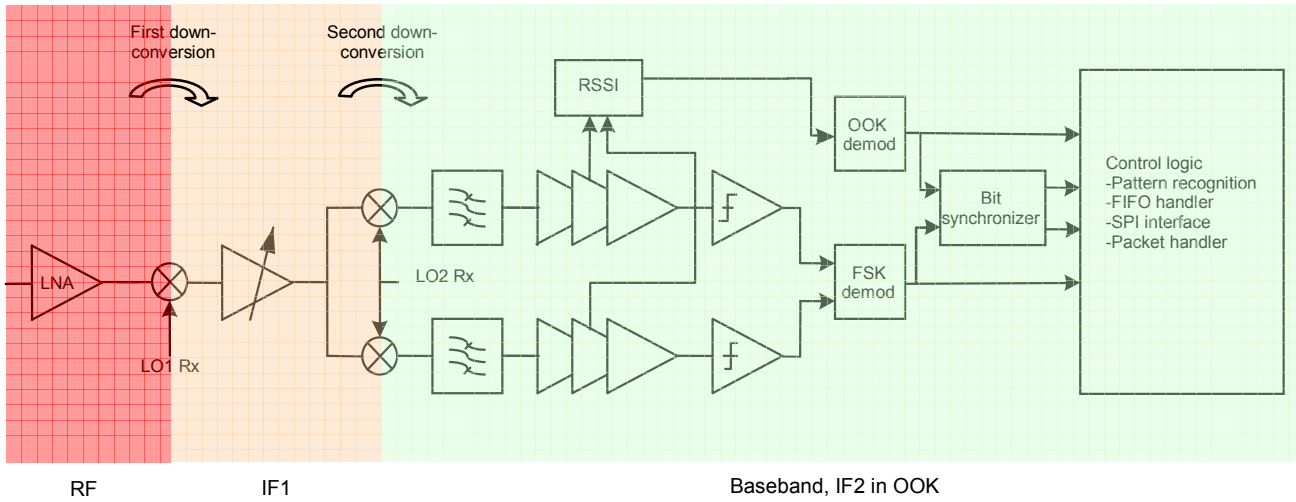 First down-
conversion
Second down-
conversion
RSSI
OOK
demod
Control logic
-Pattern recognition
-FIFO handler
-SPI interface
-Packet handler
Bit
synchronizer
LNA
LO2 Rx
FSK
demod
LO1 Rx
RF
IF1
Baseband, IF2 in OOK